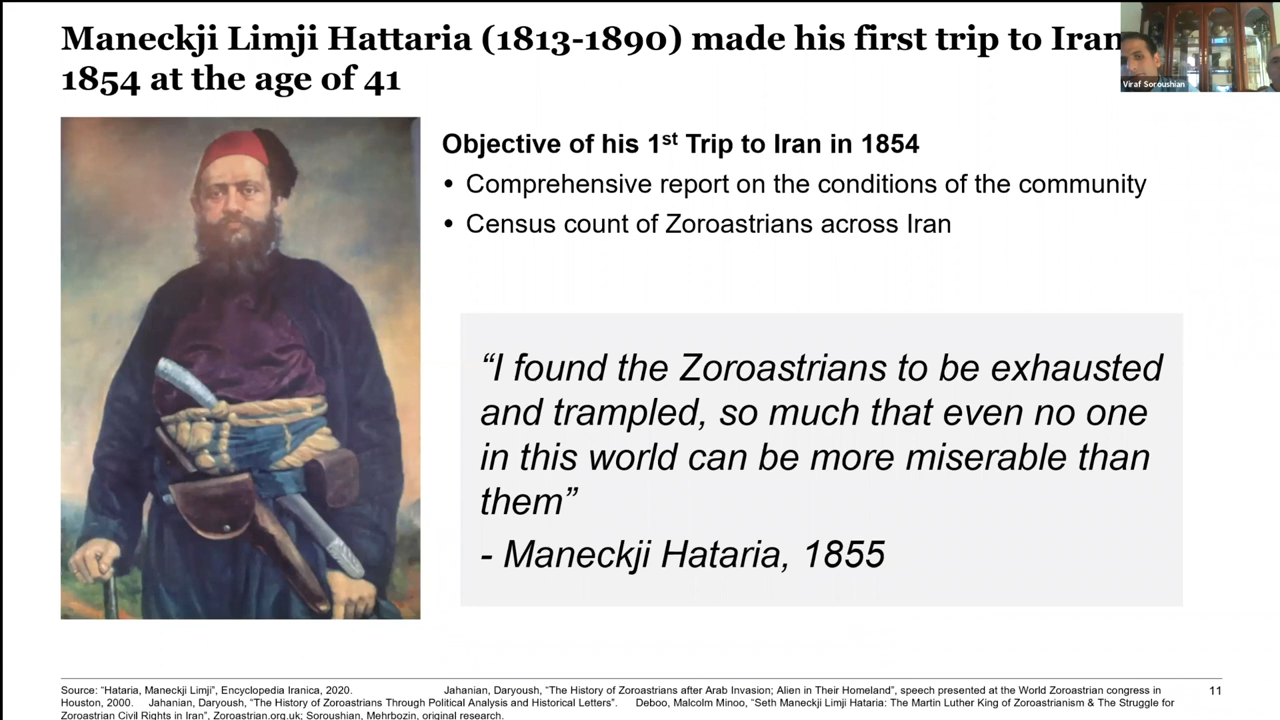 Maneckji Limji Hattaria (1813-1890) made his first trip to Iran
1854 at the age of 41
Viraf Soroushian
Objective of his 1st Trip to Iran in 1854
• Comprehensive report on the conditions of the community
• Census count of Zoroastrians across Iran
“I found the Zoroastrians to be exhausted
and trampled, so much that even no one
in this world can be more miserable than
them”
- Maneckji Hataria, 1855
Source: “Hataria, Maneckji Limji”, Encyclopedia Iranica, 2020. Jahanian, Daryoush, “The History of Zoroastrians after Arab Invasion; Alien in Their Homeland”, speech presented at the World Zoroastrian congress in
Houston, 2000. Jahanian, Daryoush, “The History of Zoroastrians Through Political Analysis and Historical Letters”. Deboo, Malcolm Minoo, “Seth Maneckji Limji Hataria: The Martin Luther King of Zoroastrianism & The Struggle for
Zoroastrian Civil Rights in Iran”, Zoroastrian.org.uk; Soroushian, Mehrbozin, original research.
11